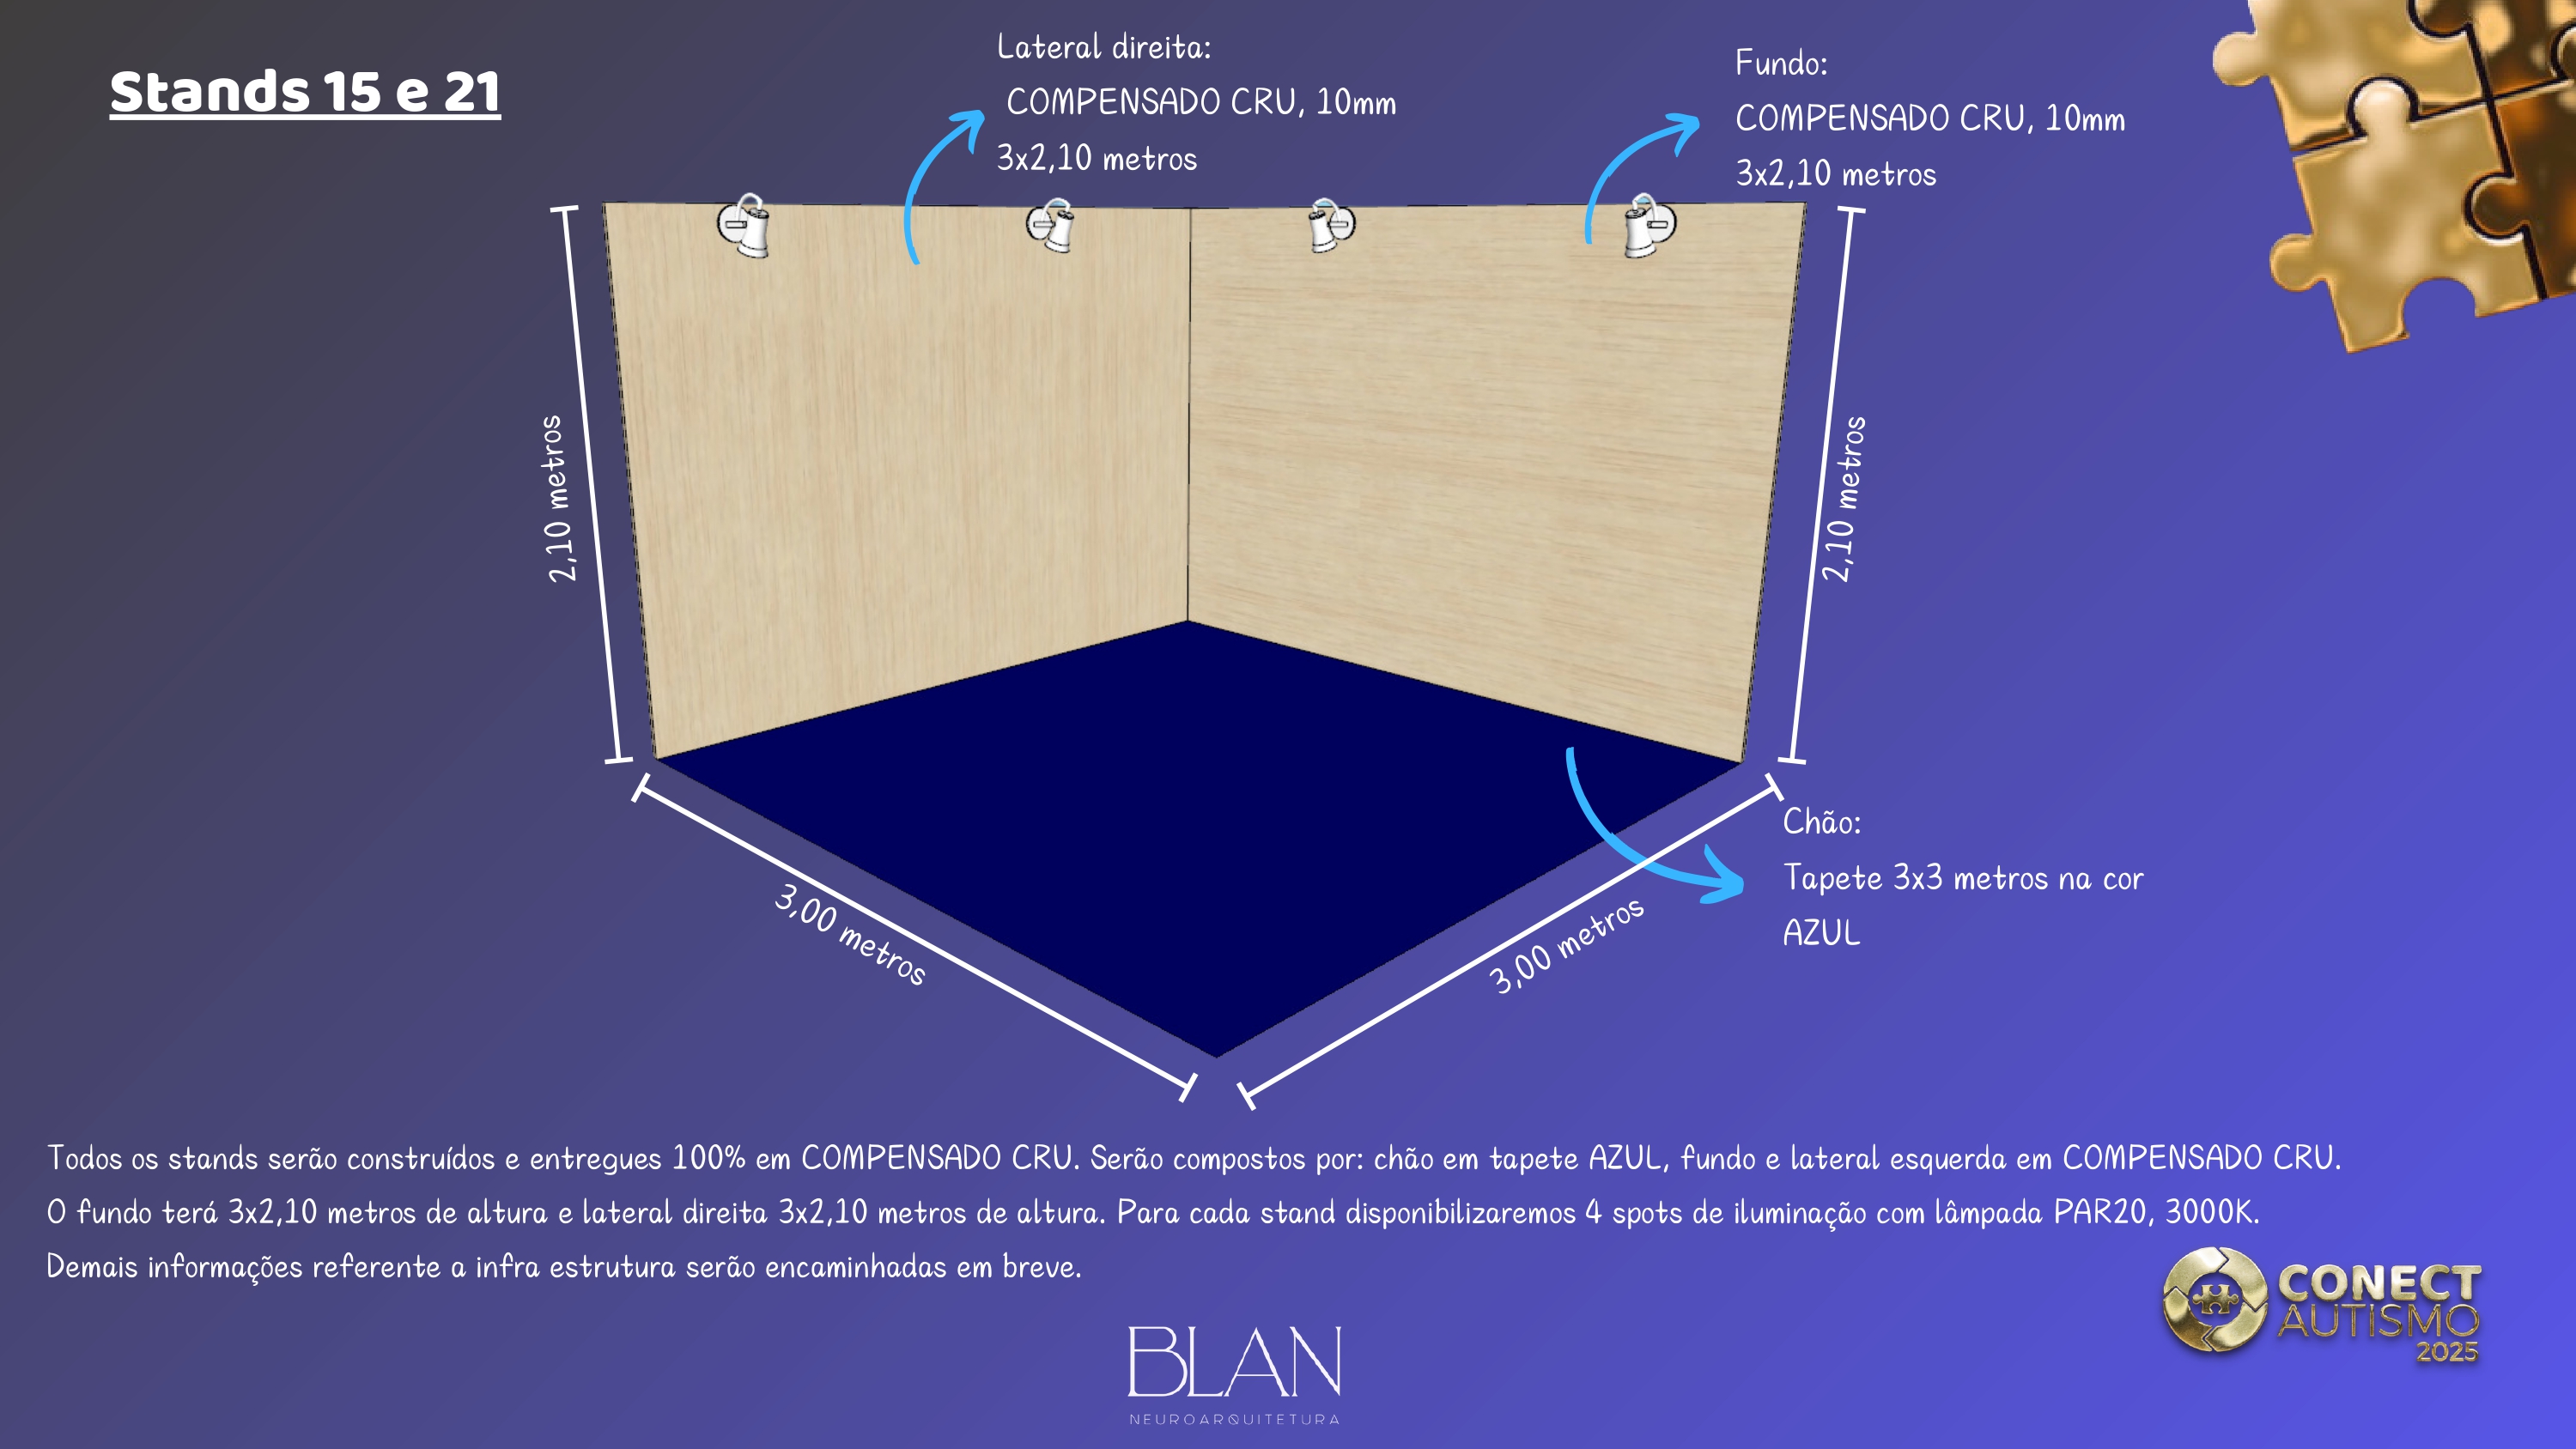 Stands 15 e 21
Lateral direita:
COMPENSADO CRU, 10mm
3x2,10 metros
Fundo:
COMPENSADO CRU, 10mm
3x2,10 metros
2,10 metros
2,10 metros
3,00 metros
3,00 metros
Chão:
Tapete 3x3 metros na cor
AZUL
Todos os stands serão construídos e entregues 100% em COMPENSADO CRU. Serão compostos por: chão em tapete AZUL, fundo e lateral esquerda em COMPENSADO CRU.
O fundo terá 3x2,10 metros de altura e lateral direita 3x2,10 metros de altura. Para cada stand disponibilizaremos 4 spots de iluminação com lâmpada PAR20, 3000K.
Demais informações referente a infra estrutura serão encaminhadas em breve.
BLAN
NEUROARQUITETURA
CONECT
AUTISMO
2025